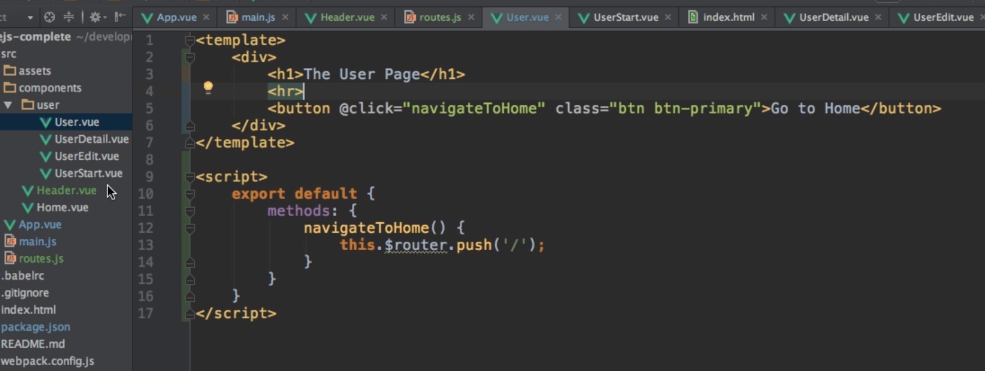 App.vue main.js Header.vue routes.js User.vue UserStart.vue index.html UserDetail.vue UserEdit.vue
ejs-complete ~/develop
src
assets
components
user
User.vue
UserDetail.vue
UserEdit.vue
UserStart.vue
Header.vue
Home.vue
App.vue
main.js
routes.js
.babelrc
.gitignore
index.html
package.json
README.md
webpack.config.js
1 <template>
2 <div>
3 <h1>The User Page</h1>
4 <hr>
5 <button @click="navigateToHome" class="btn btn-primary">Go to Home</button>
6 </div>
7 </template>
8
9 <script>
10 export default {
11 methods: {
12 navigateToHome() {
13 this.$router.push('/');
14 }
15 }
16 }
17 </script>